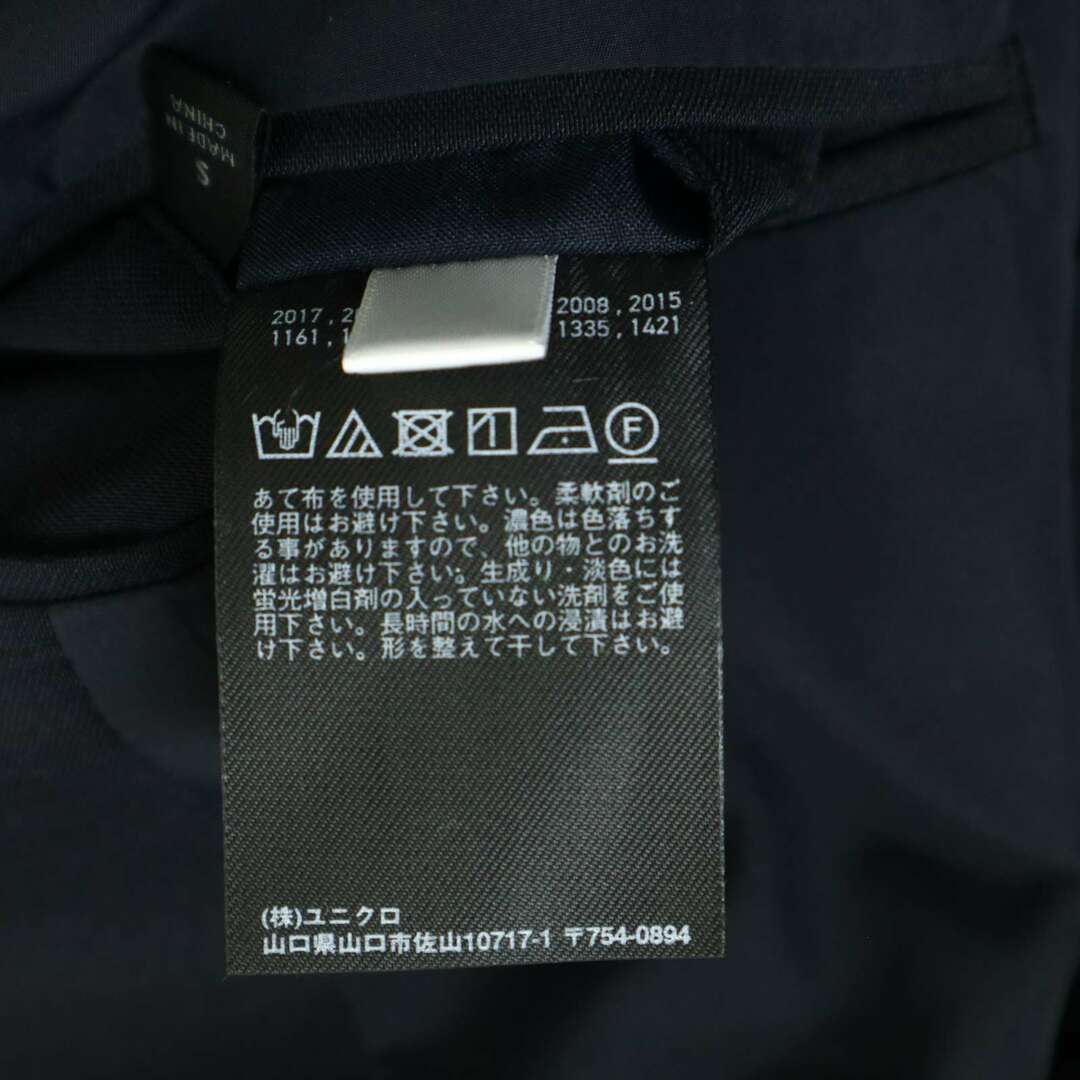 MADE IN
CHINA
S
2017 , 2008 , 2015
1161 , 1335 , 1421
F
あて布を使用して下さい。柔軟剤のご
使用はお避け下さい。濃色は色落ちす
る事がありますので、他の物とのお洗
濯はお避け下さい。生成り・淡色には
蛍光増白剤の入っていない洗剤をご使
用下さい。長時間の水への浸漬はお避
け下さい。形を整えて干して下さい。
(株)ユニクロ
山口県山口市佐山10717-1 〒754-0894